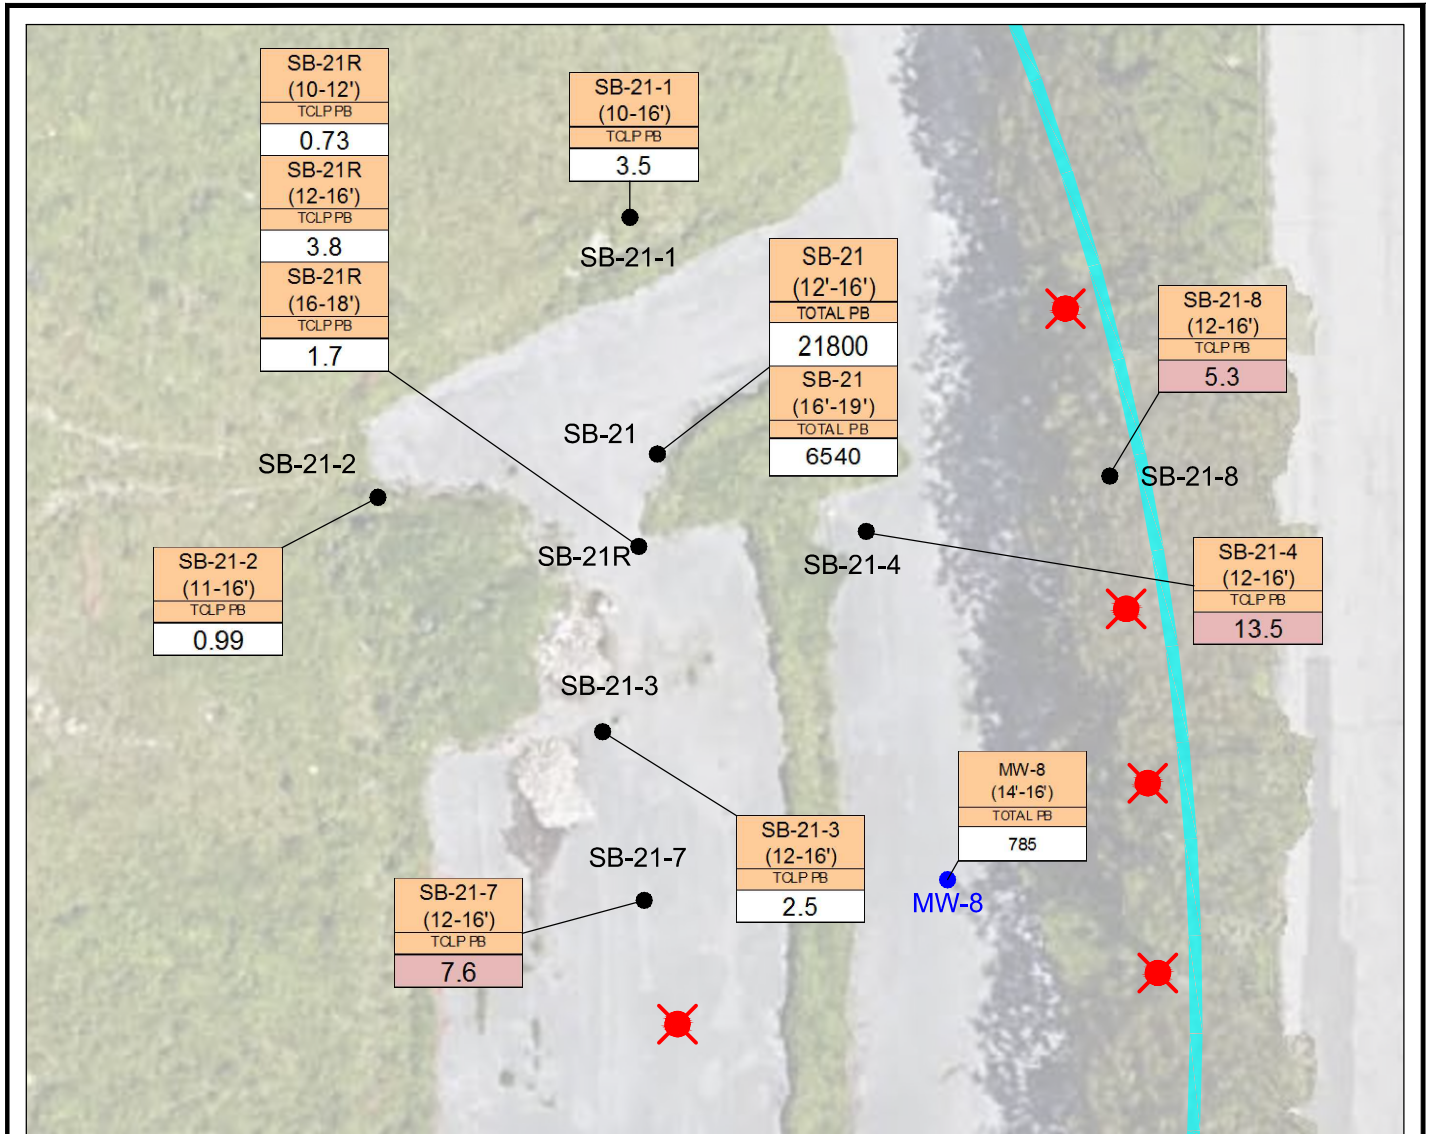 SB-21R
(10-12')
TCLP PB
0.73
SB-21R
(12-16')
TCLP PB
3.8
SB-21R
(16-18')
TCLP PB
1.7
SB-21-1
(10-16')
TCLP PB
3.5
SB-21-1
SB-21
(12'-16')
TOTAL PB
21800
SB-21
(16'-19')
TOTAL PB
6540
SB-21-8
(12-16')
TCLP PB
5.3
SB-21
SB-21-2
SB-21-8
SB-21R
SB-21-4
SB-21-2
(11-16')
TCLP PB
0.99
SB-21-4
(12-16')
TCLP PB
13.5
SB-21-3
MW-8
(14'-16')
TOTAL PB
785
SB-21-3
(12-16')
TCLP PB
2.5
SB-21-7
MW-8
SB-21-7
(12-16')
TCLP PB
7.6